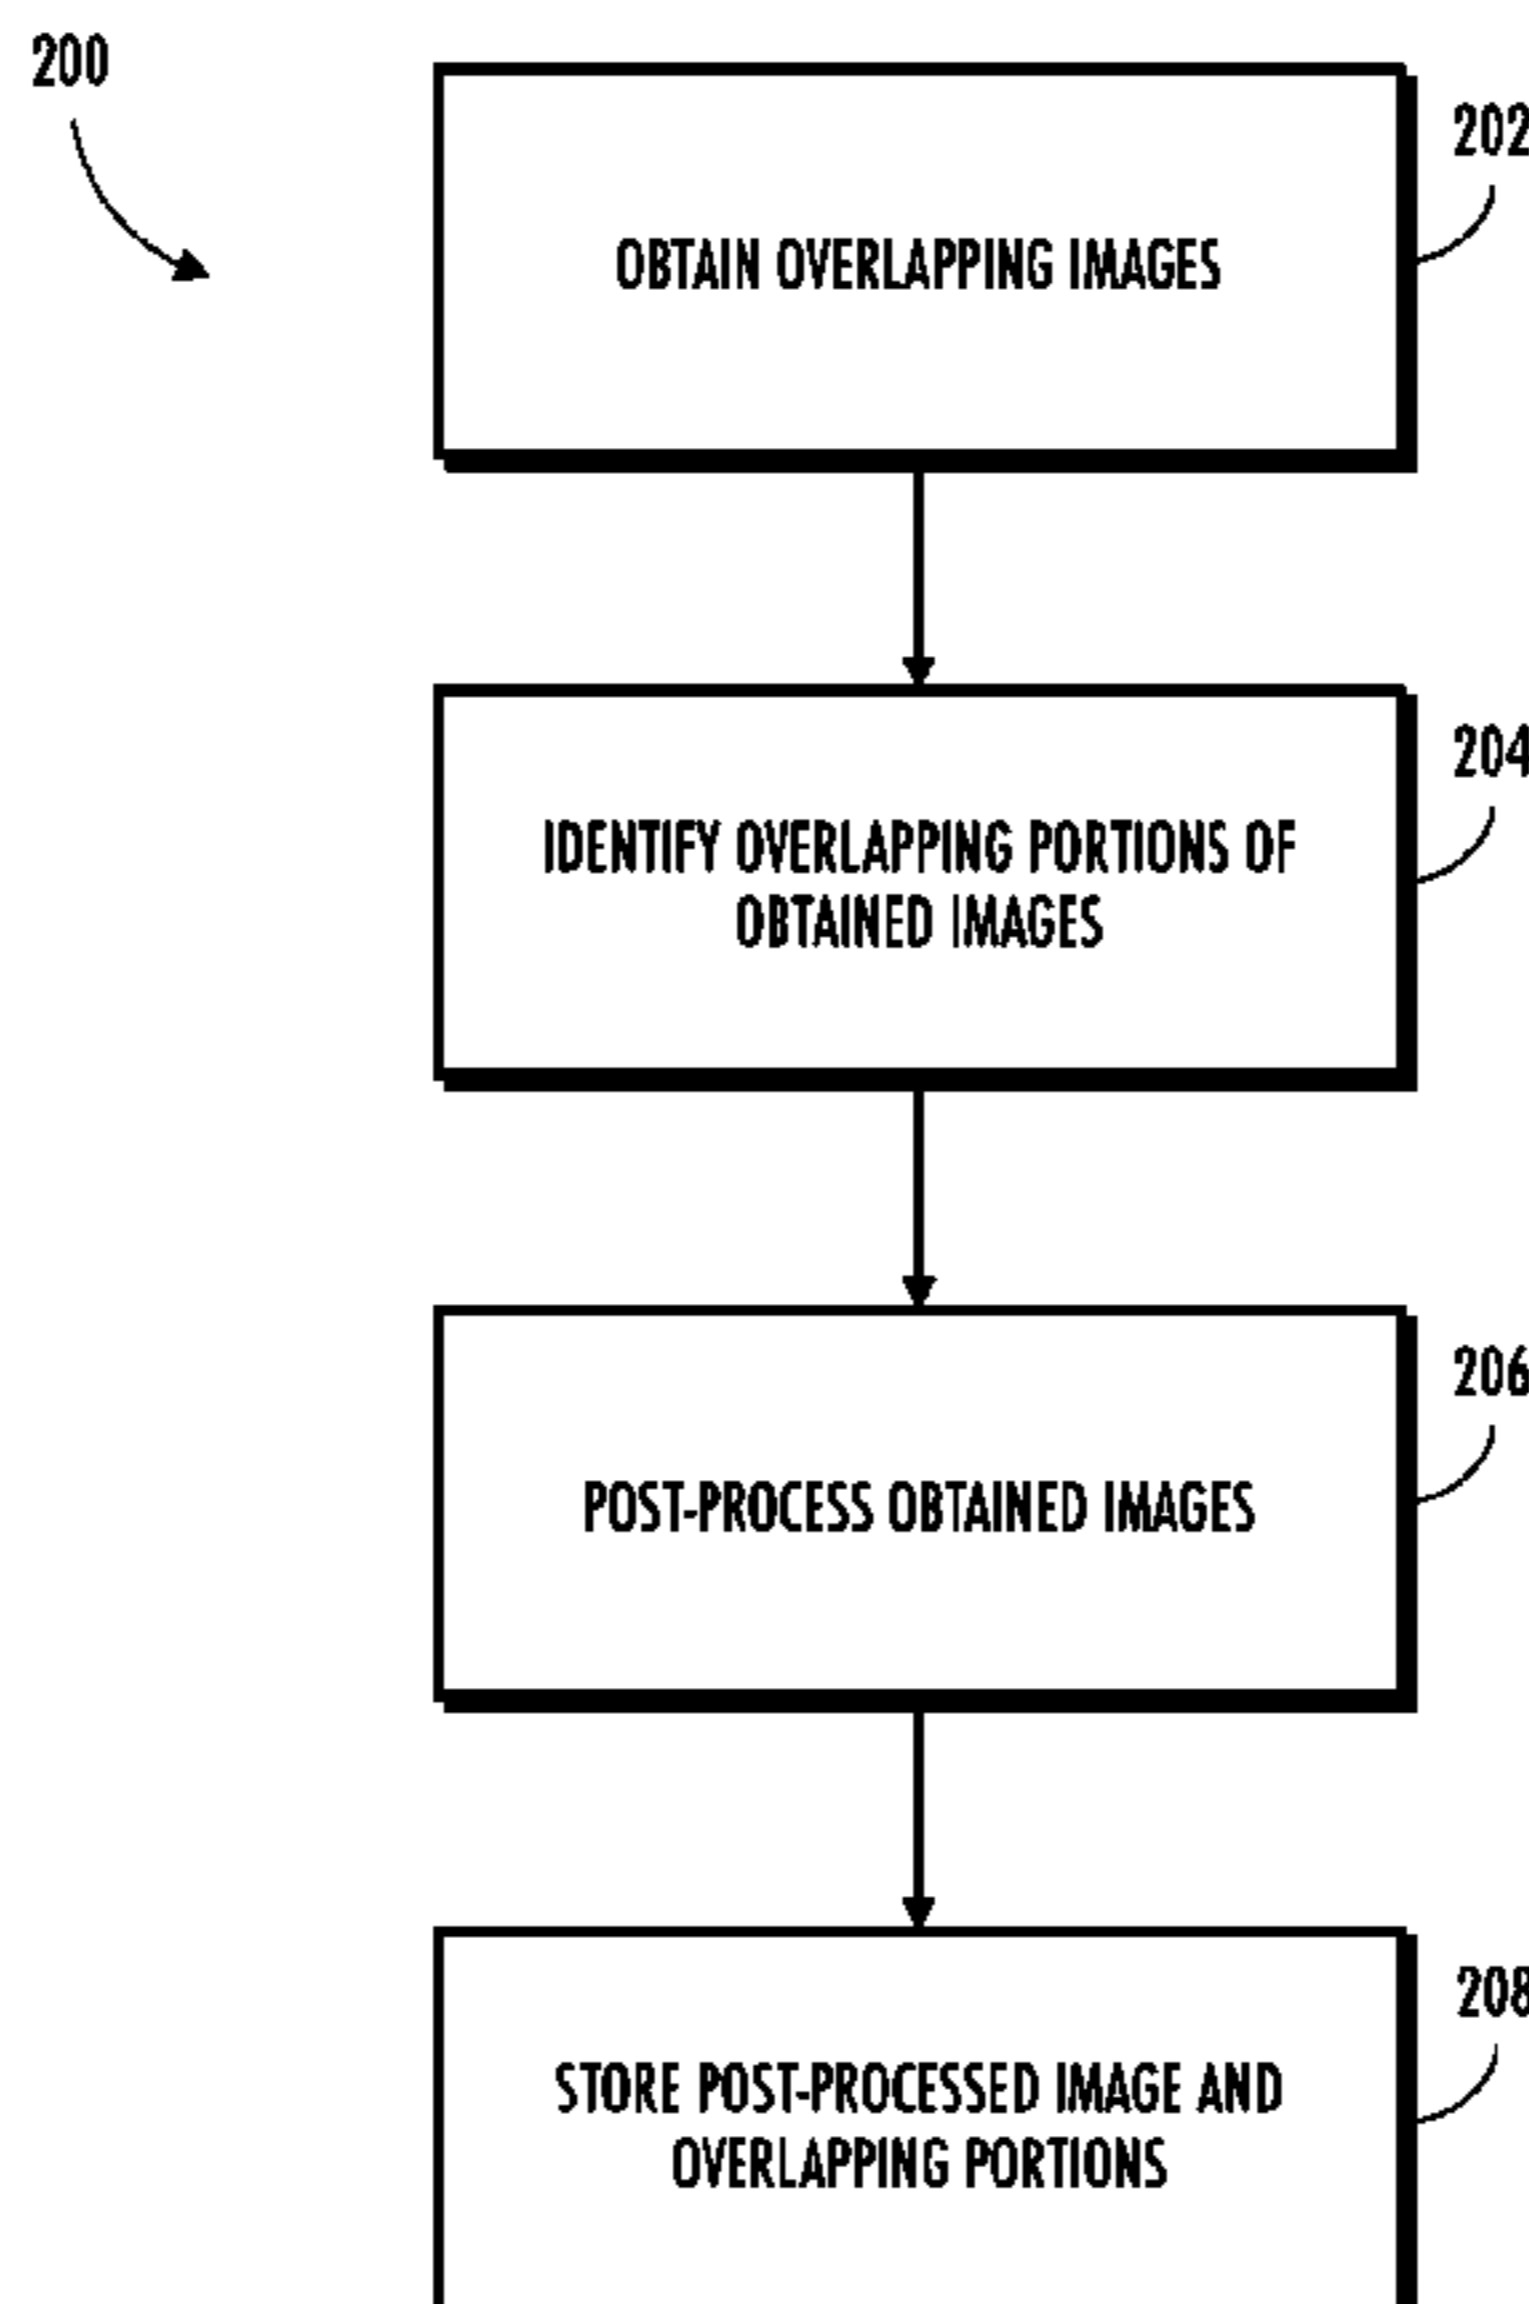 200
202
OBTAIN OVERLAPPING IMAGES
204
IDENTIFY OVERLAPPING PORTIONS OF
OBTAINED IMAGES
206
POST-PROCESS OBTAINED IMAGES
208
STORE POST-PROCESSED IMAGE AND
OVERLAPPING PORTIONS